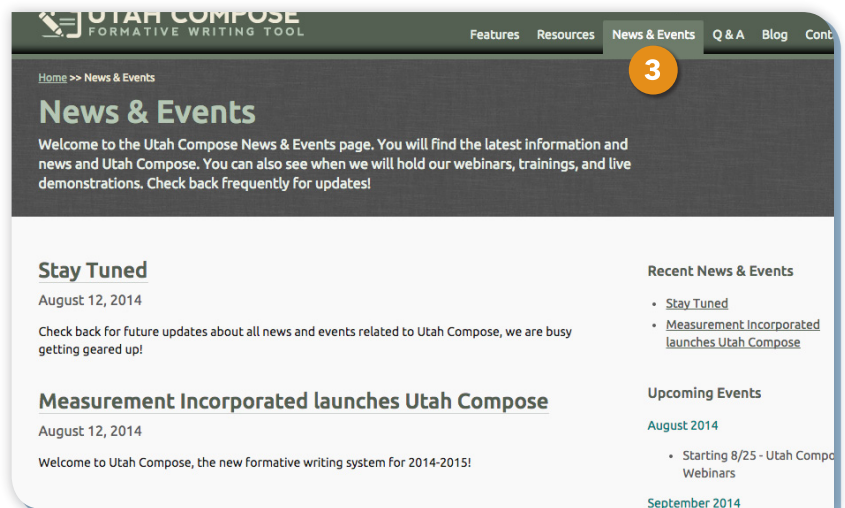 UTAH COMPOSE
FORMATIVE WRITING TOOL
Features Resources News & Events Q & A Blog
3
Home >> News & Events
News & Events
Welcome to the Utah Compose News & Events page. You will find the latest information and
news and Utah Compose. You can also see when we will hold our webinars, trainings, and live
demonstrations. Check back frequently for updates!
Stay Tuned
August 12, 2014
Check back for future updates about all news and events related to Utah Compose, we are busy
getting geared up!
Measurement Incorporated launches Utah Compose
August 12, 2014
Welcome to Utah Compose, the new formative writing system for 2014-2015!
Recent News & Events
• Stay Tuned
• Measurement Incorporated
launches Utah Compose
Upcoming Events
August 2014
• Starting 8/25 - Utah Compo
Webinars
September 2014